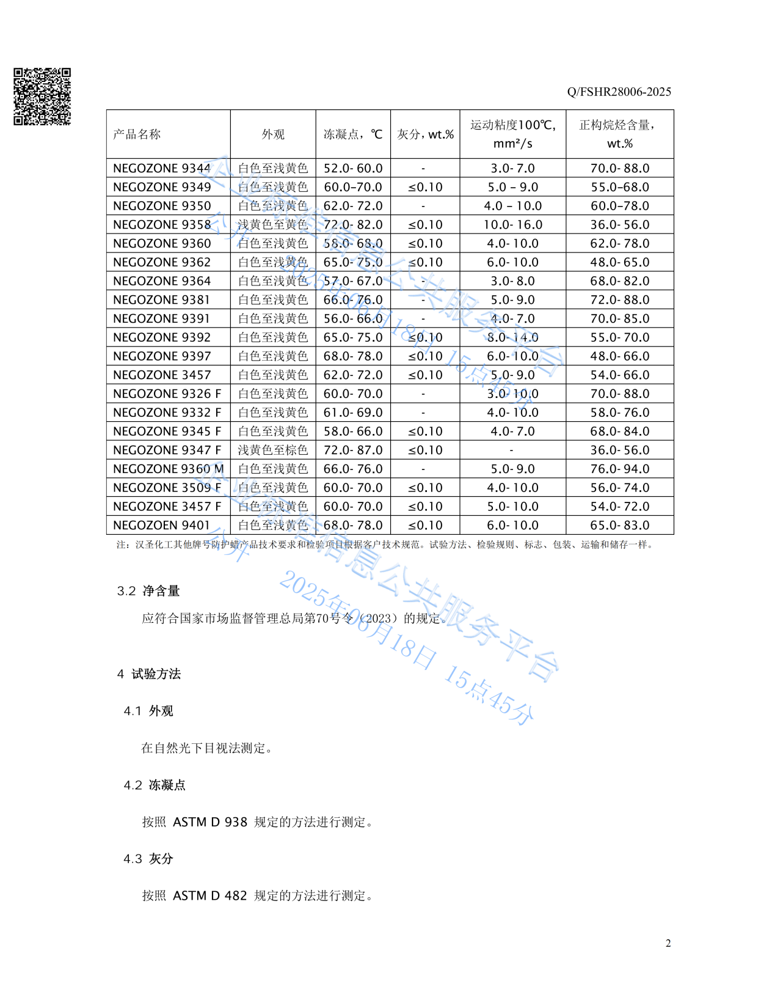 Q/FSHR28006-2025
产品名称 外观 冻凝点，℃ 灰分，wt.% 运动粘度100℃，mm²/s 正构烷烃含量，wt.%
NEGOZONE 9344 白色至浅黄色 52.0- 60.0 - 3.0- 7.0 70.0- 88.0
NEGOZONE 9349 白色至浅黄色 60.0–70.0 ≤0.10 5.0 – 9.0 55.0–68.0
NEGOZONE 9350 白色至浅黄色 62.0- 72.0 - 4.0 – 10.0 60.0–78.0
NEGOZONE 9358 浅黄色至黄色 72.0- 82.0 ≤0.10 10.0- 16.0 36.0- 56.0
NEGOZONE 9360 白色至浅黄色 58.0- 68.0 ≤0.10 4.0- 10.0 62.0- 78.0
NEGOZONE 9362 白色至浅黄色 65.0- 75.0 ≤0.10 6.0- 10.0 48.0- 65.0
NEGOZONE 9364 白色至浅黄色 57.0- 67.0 - 3.0- 8.0 68.0- 82.0
NEGOZONE 9381 白色至浅黄色 66.0- 76.0 - 5.0- 9.0 72.0- 88.0
NEGOZONE 9391 白色至浅黄色 56.0- 66.0 - 4.0- 7.0 70.0- 85.0
NEGOZONE 9392 白色至浅黄色 65.0- 75.0 ≤0.10 8.0- 14.0 55.0- 70.0
NEGOZONE 9397 白色至浅黄色 68.0- 78.0 ≤0.10 6.0- 10.0 48.0- 66.0
NEGOZONE 3457 白色至浅黄色 62.0- 72.0 ≤0.10 5.0- 9.0 54.0- 66.0
NEGOZONE 9326 F 白色至浅黄色 60.0- 70.0 - 3.0- 10.0 70.0- 88.0
NEGOZONE 9332 F 白色至浅黄色 61.0- 69.0 - 4.0- 10.0 58.0- 76.0
NEGOZONE 9345 F 白色至浅黄色 58.0- 66.0 ≤0.10 4.0- 7.0 68.0- 84.0
NEGOZONE 9347 F 浅黄色至棕色 72.0- 87.0 ≤0.10 - 36.0- 56.0
NEGOZONE 9360 M 白色至浅黄色 66.0- 76.0 - 5.0- 9.0 76.0- 94.0
NEGOZONE 3509 F 白色至浅黄色 60.0- 70.0 ≤0.10 4.0- 10.0 56.0- 74.0
NEGOZONE 3457 F 白色至浅黄色 60.0- 70.0 ≤0.10 5.0- 10.0 54.0- 72.0
NEGOZOEN 9401 白色至浅黄色 68.0- 78.0 ≤0.10 6.0- 10.0 65.0- 83.0
注：汉圣化工其他牌号防护蜡产品技术要求和检验项目根据客户技术规范。试验方法、检验规则、标志、包装、运输和储存一样。
企业标准信息公共服务平台
公开 2025年06月18日 15点45分
3.2 净含量
应符合国家市场监督管理总局第70号令（2023）的规定。
4 试验方法
4.1 外观
在自然光下目视法测定。
4.2 冻凝点
按照 ASTM D 938 规定的方法进行测定。
4.3 灰分
按照 ASTM D 482 规定的方法进行测定。
企业标准信息公共服务平台
公开 2025年06月18日 15点45分
2